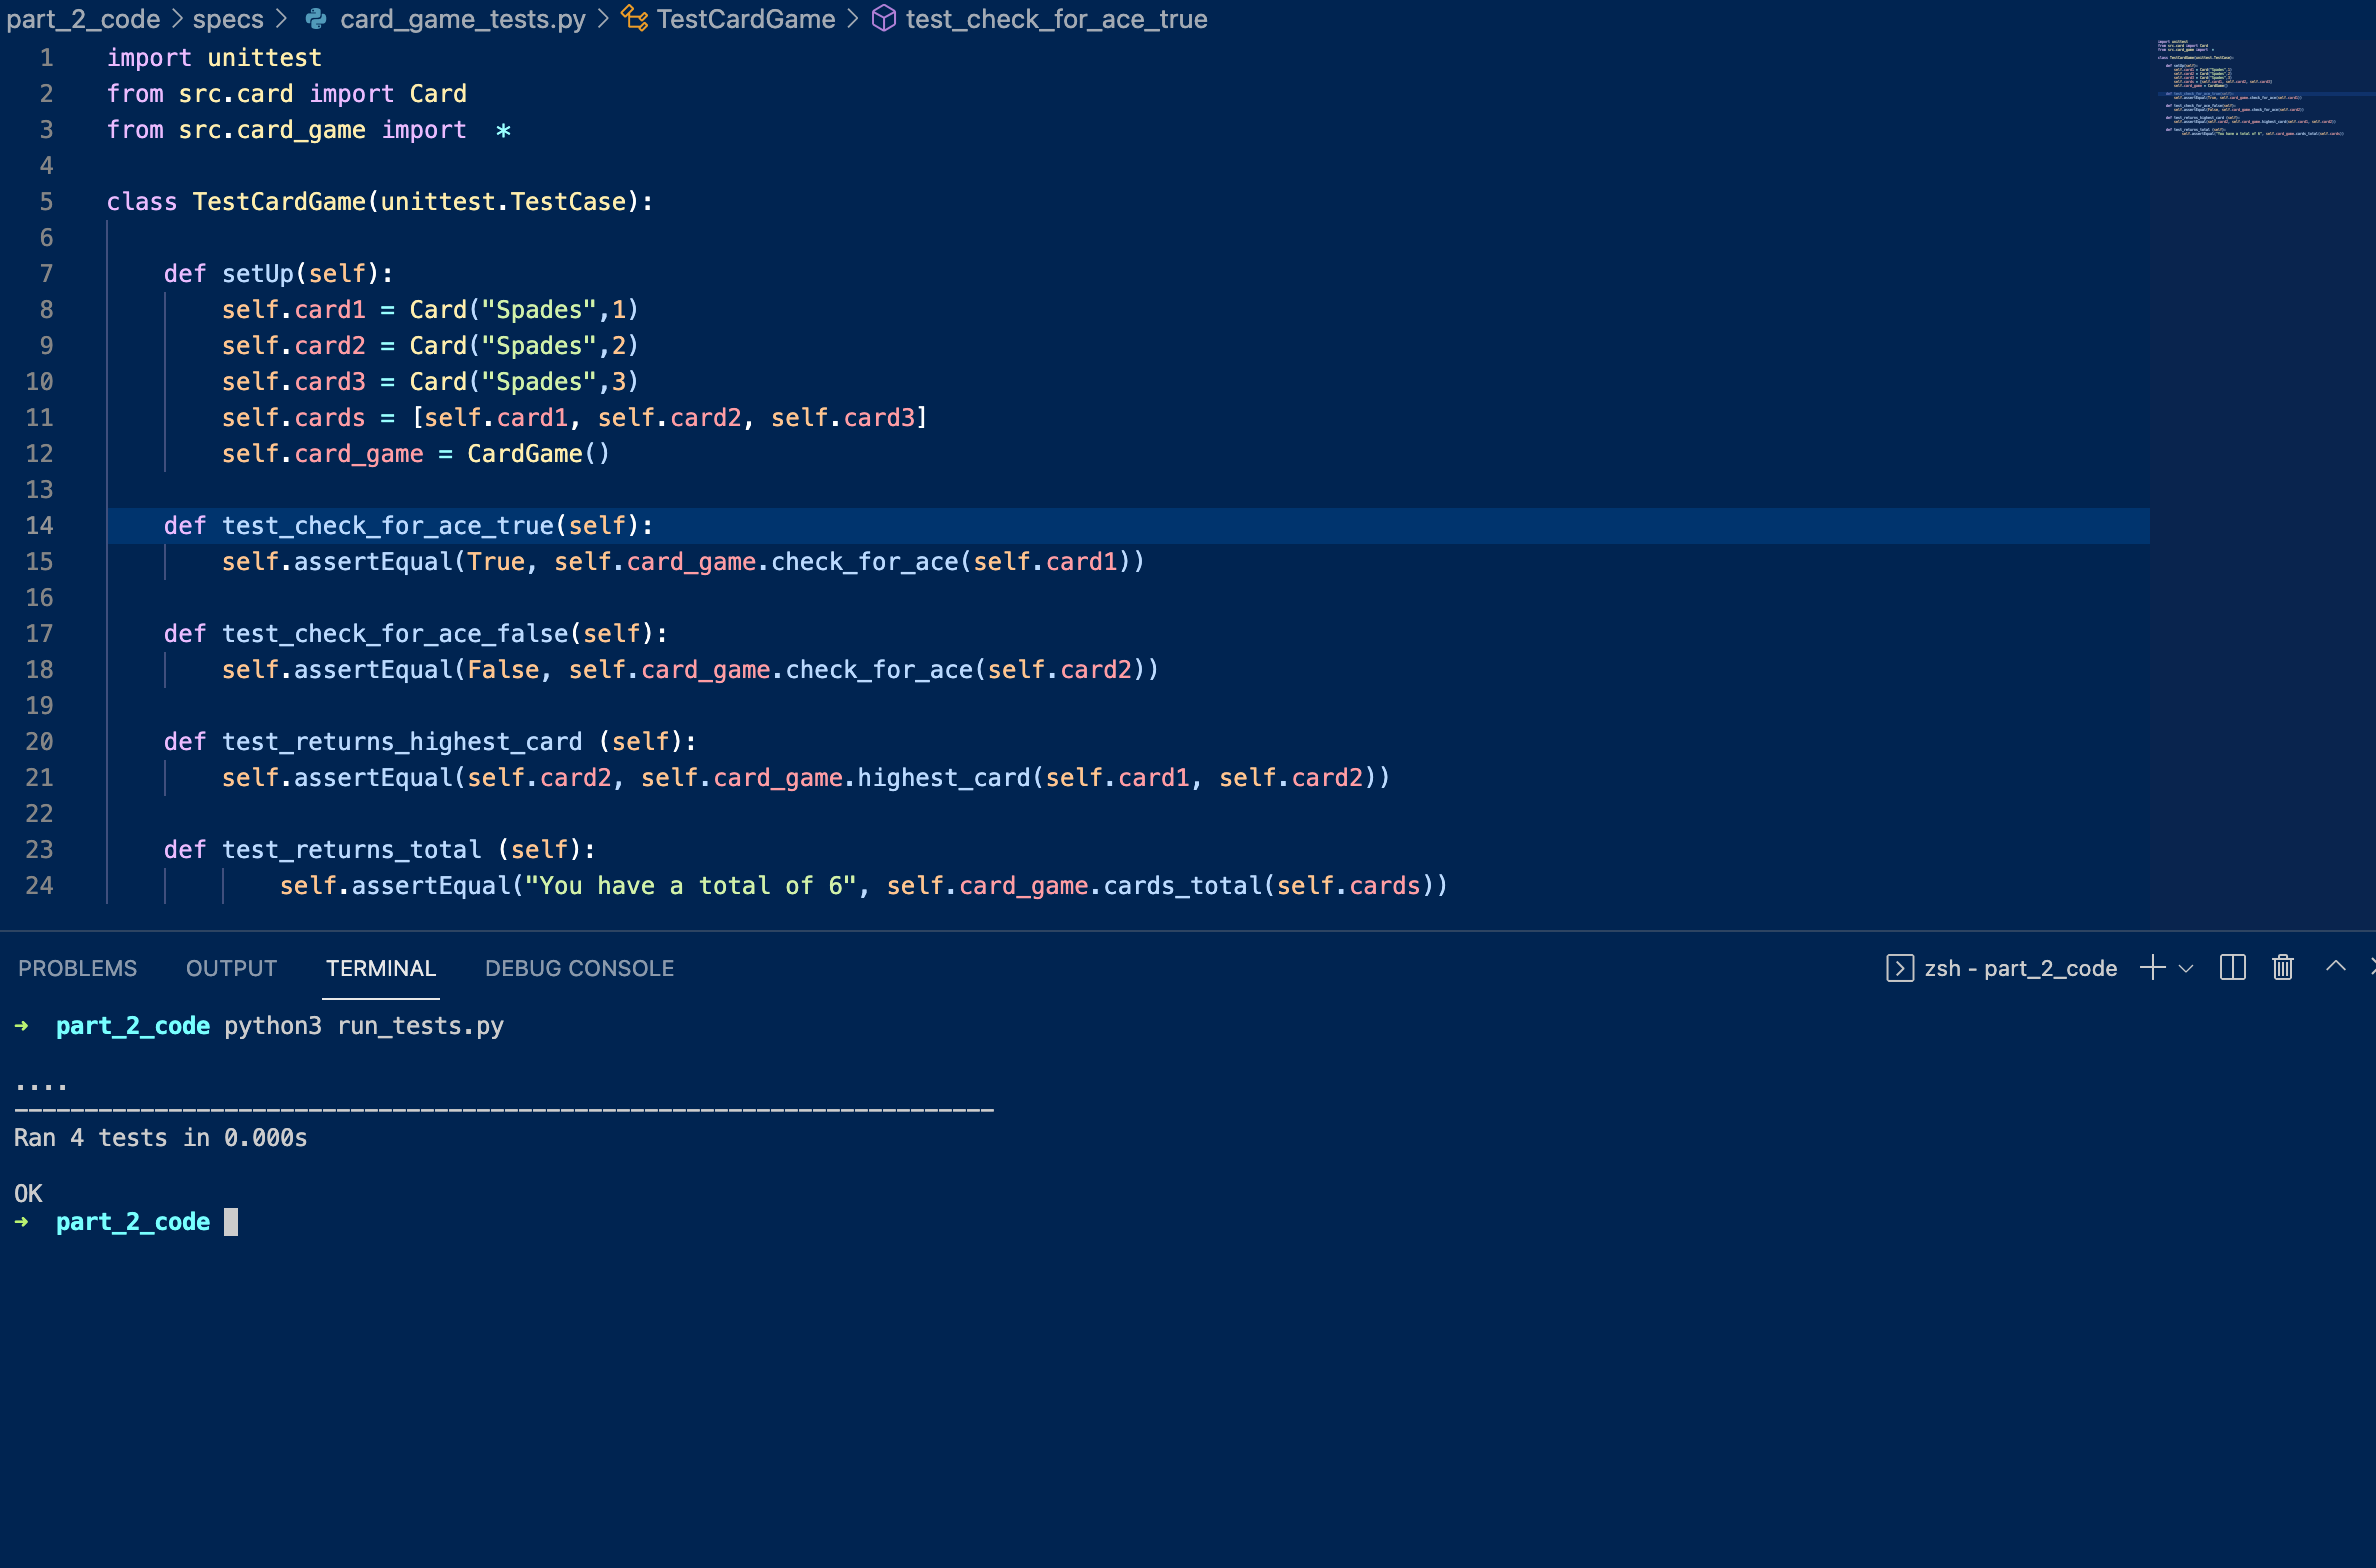 part_2_code > specs > card_game_tests.py > TestCardGame > test_check_for_ace_true
1 import unittest
2 from src.card import Card
3 from src.card_game import  *
4
5 class TestCardGame(unittest.TestCase):
6
7     def setUp(self):
8         self.card1 = Card("Spades",1)
9         self.card2 = Card("Spades",2)
10         self.card3 = Card("Spades",3)
11         self.cards = [self.card1, self.card2, self.card3]
12         self.card_game = CardGame()
13
14     def test_check_for_ace_true(self):
15         self.assertEqual(True, self.card_game.check_for_ace(self.card1))
16
17     def test_check_for_ace_false(self):
18         self.assertEqual(False, self.card_game.check_for_ace(self.card2))
19
20     def test_returns_highest_card (self):
21         self.assertEqual(self.card2, self.card_game.highest_card(self.card1, self.card2))
22
23     def test_returns_total (self):
24             self.assertEqual("You have a total of 6", self.card_game.cards_total(self.cards))
PROBLEMS OUTPUT TERMINAL DEBUG CONSOLE zsh - part_2_code
➜  part_2_code python3 run_tests.py
....
----------------------------------------------------------------------
Ran 4 tests in 0.000s
OK
➜  part_2_code